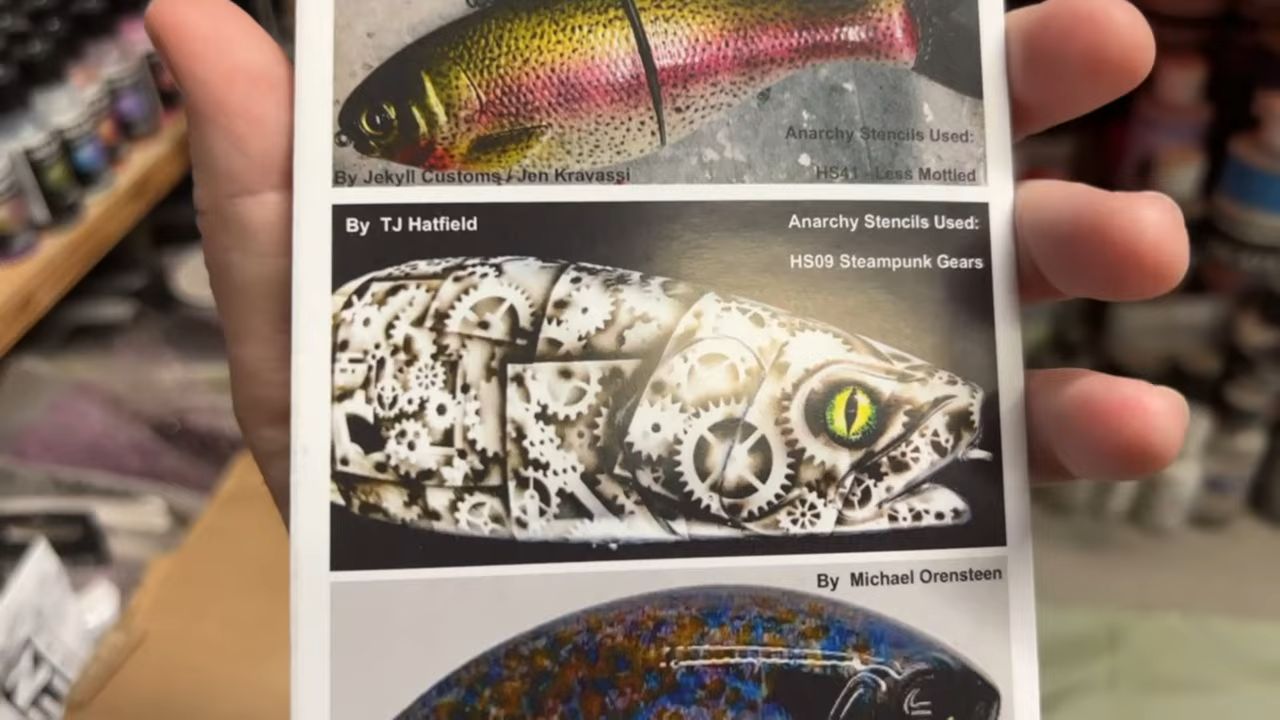 Anarchy Stencils Used:
HS41 - Less Mottled
By Jekyll Customs / Jen Kravassi
By TJ Hatfield
Anarchy Stencils Used:
HS09 Steampunk Gears
By Michael Orensteen